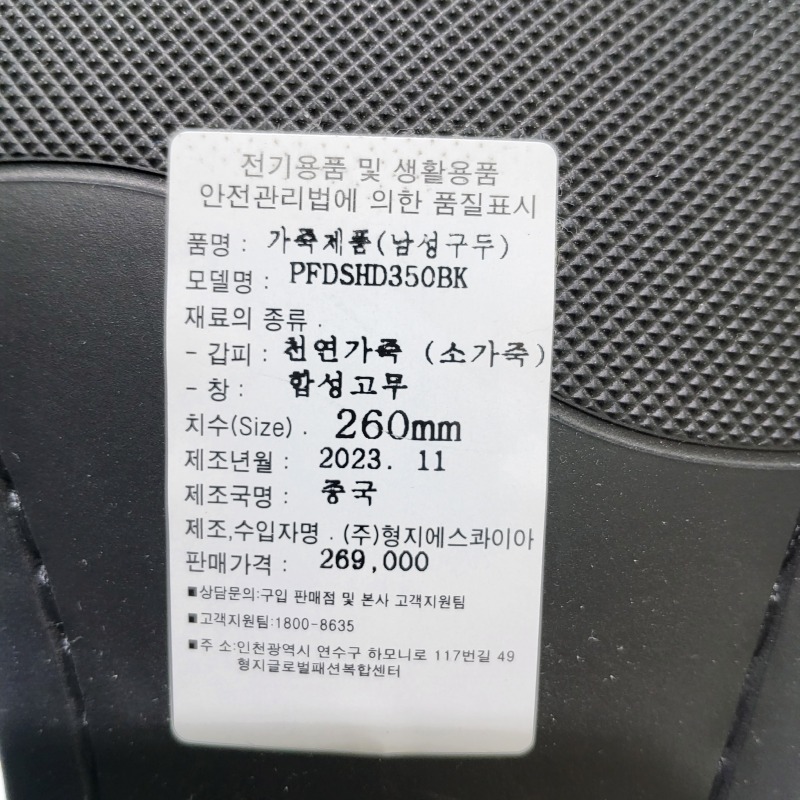 전기용품 및 생활용품
안전관리법에 의한 품질표시
품명 : 가죽제품(남성구두)
모델명 : PFDSHD350BK
재료의 종류 .
- 갑피 : 천연가죽 (소가죽)
- 창 : 합성고무
치수(Size) . 260mm
제조년월 : 2023. 11
제조국명 : 중국
제조,수입자명 . (주)형지에스콰이아
판매가격 : 269,000
■상담문의:구입 판매점 및 본사 고객지원팀
■고객지원팀:1800-8635
■주 소:인천광역시 연수구 하모니로 117번길 49
형지글로벌패션복합센터